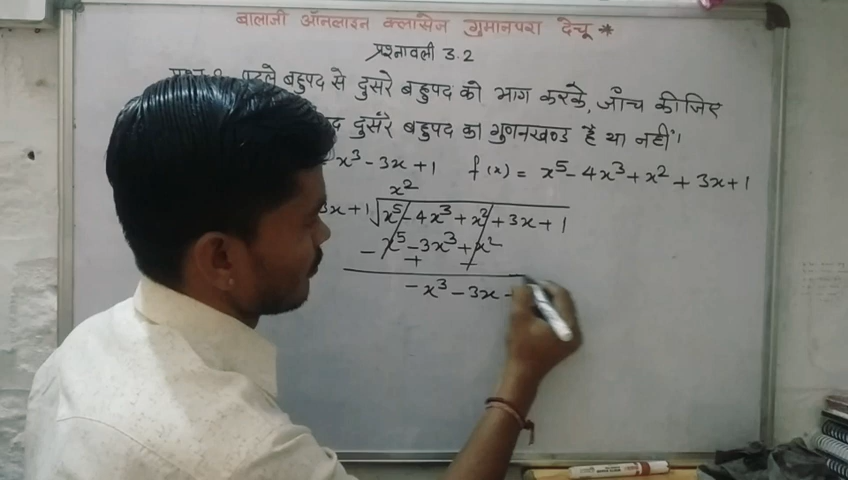 बालाजी ऑनलाइन क्लासेज गुमानपुरा देचू *
प्रश्नावली 3.2
पहले बहुपद से दुसरे बहुपद को भाग करके, जाँच कीजिए
दुसरे बहुपद का गुणनखण्ड है या नहीं।
x³ - 3x + 1 f(x) = x⁵ - 4x³ + x² + 3x + 1
x²
3x + 1 x⁵ - 4x³ + x² + 3x + 1
- x⁵ - 3x³ + x²
+ +
- x³ - 3x